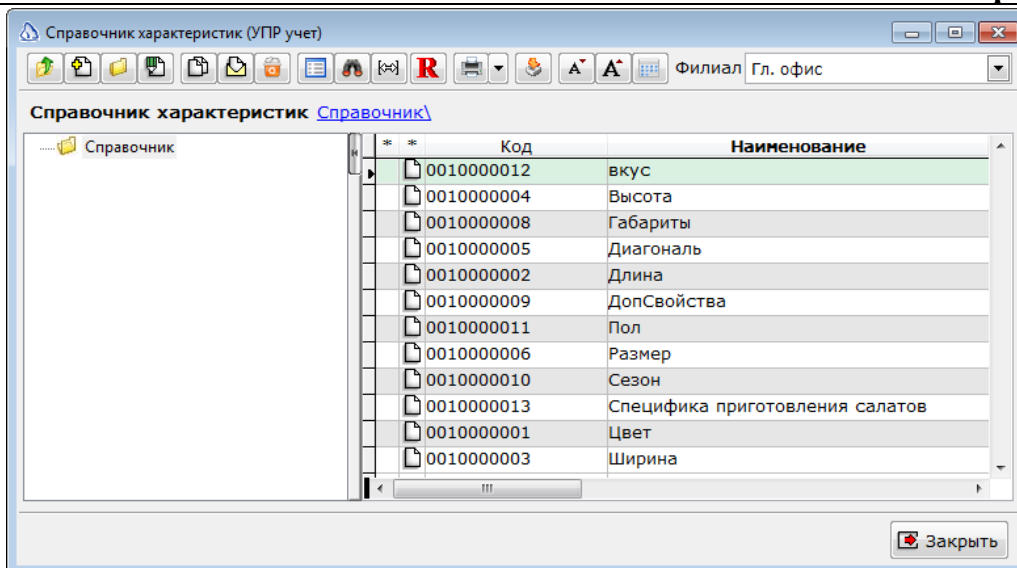 Справочник характеристик (УПР учет)
R A A Филиал Гл. офис
Справочник характеристик Справочник\
Справочник
* * Код Наименование
0010000012 вкус
0010000004 Высота
0010000008 Габариты
0010000005 Диагональ
0010000002 Длина
0010000009 ДопСвойства
0010000011 Пол
0010000006 Размер
0010000010 Сезон
0010000013 Специфика приготовления салатов
0010000001 Цвет
0010000003 Ширина
Закрыть